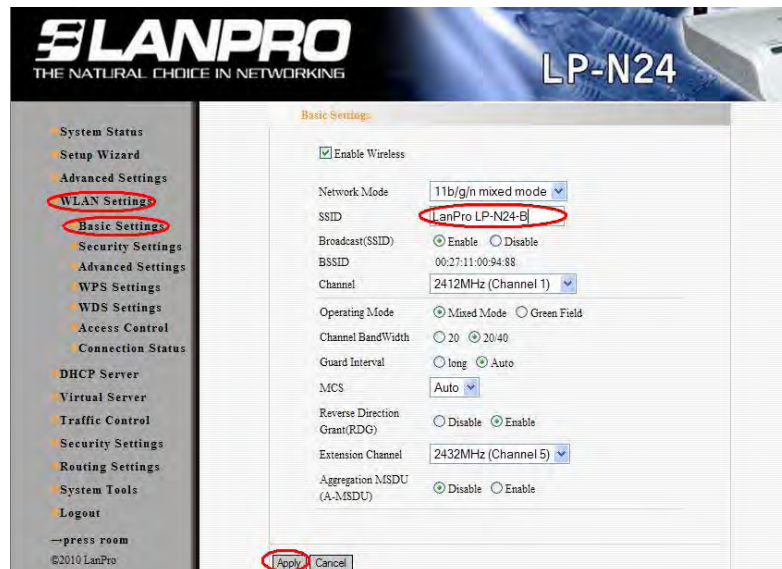 LANPRO
THE NATURAL CHOICE IN NETWORKING
LP-N24
System Status
Setup Wizard
Advanced Settings
WLAN Settings
Basic Settings
Security Settings
Advanced Settings
WPS Settings
WDS Settings
Access Control
Connection Status
DHCP Server
Virtual Server
Traffic Control
Security Settings
Routing Settings
System Tools
Logout
→press room
©2010 LanPro
Basic Settings
Enable Wireless
Network Mode 11b/g/n mixed mode
SSID LanPro LP-N24-B
Broadcast(SSID) Enable Disable
BSSID 00:27:11:00:94:88
Channel 2412MHz (Channel 1)
Operating Mode Mixed Mode Green Field
Channel BandWidth 20 20/40
Guard Interval long Auto
MCS Auto
Reverse Direction
Grant(RDG) Disable Enable
Extension Channel 2432MHz (Channel 5)
Aggregation MSDU
(A-MSDU) Disable Enable
Apply Cancel